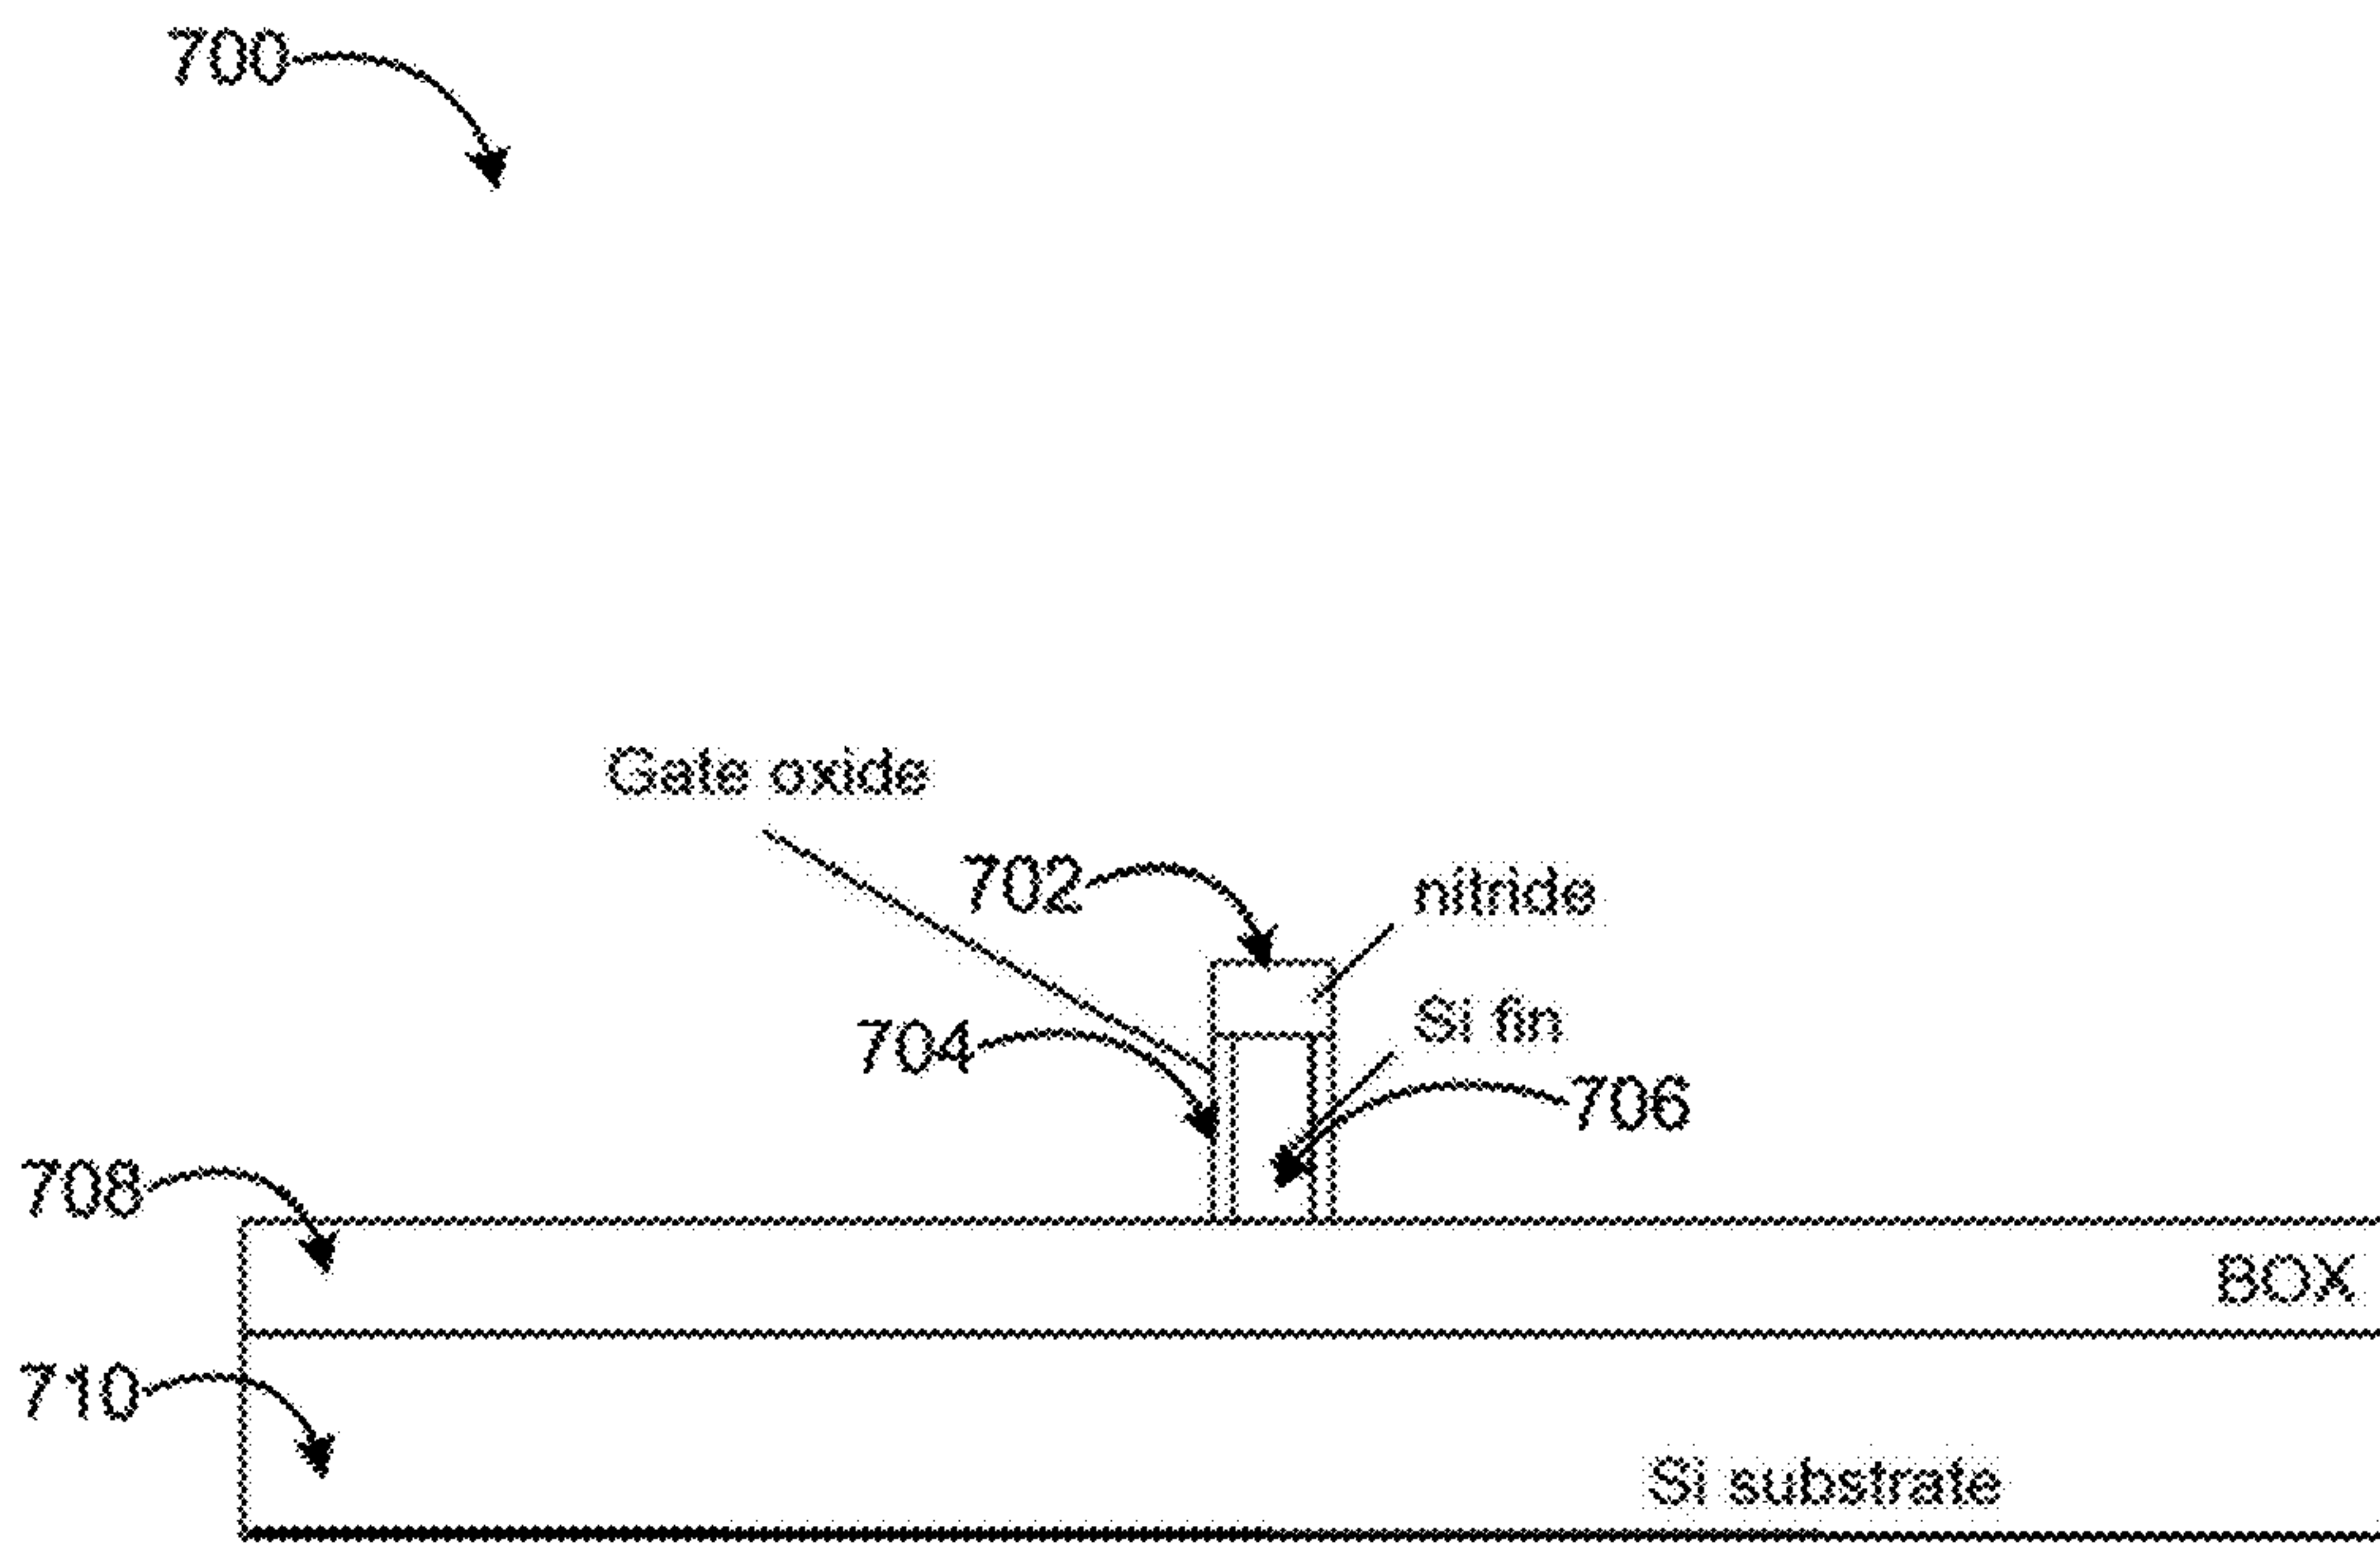 700
Gate oxide
702
nitride
704
Si fin
706
708
BOX
710
Si substrate